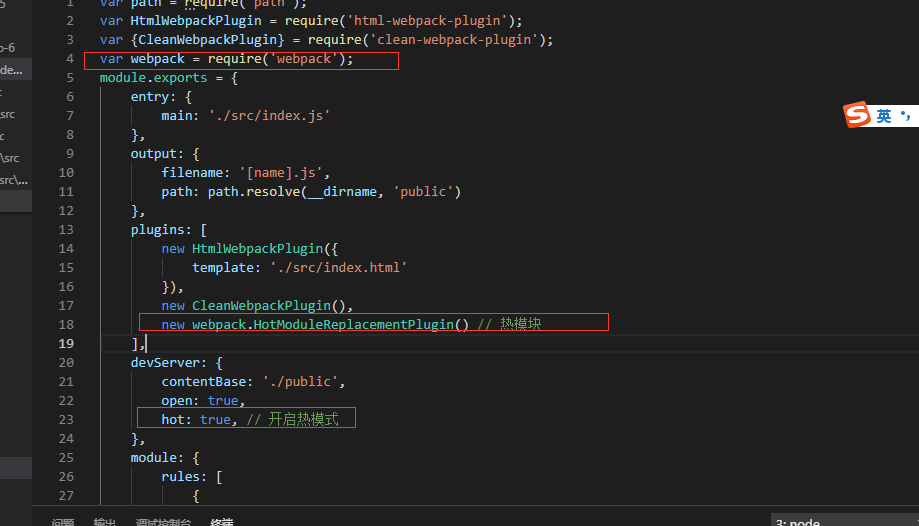 5
-6
de...
src
c
\src
src\...
1 var path = require('path');
2 var HtmlWebpackPlugin = require('html-webpack-plugin');
3 var {CleanWebpackPlugin} = require('clean-webpack-plugin');
4 var webpack = require('webpack');
5 module.exports = {
6 entry: {
7 main: './src/index.js'
8 },
9 output: {
10 filename: '[name].js',
11 path: path.resolve(__dirname, 'public')
12 },
13 plugins: [
14 new HtmlWebpackPlugin({
15 template: './src/index.html'
16 }),
17 new CleanWebpackPlugin(),
18 new webpack.HotModuleReplacementPlugin() // 热模块
19 ],
20 devServer: {
21 contentBase: './public',
22 open: true,
23 hot: true, // 开启热模式
24 },
25 module: {
26 rules: [
27 {
S 英 •,
问题 输出 调试控制台 终端
3: node